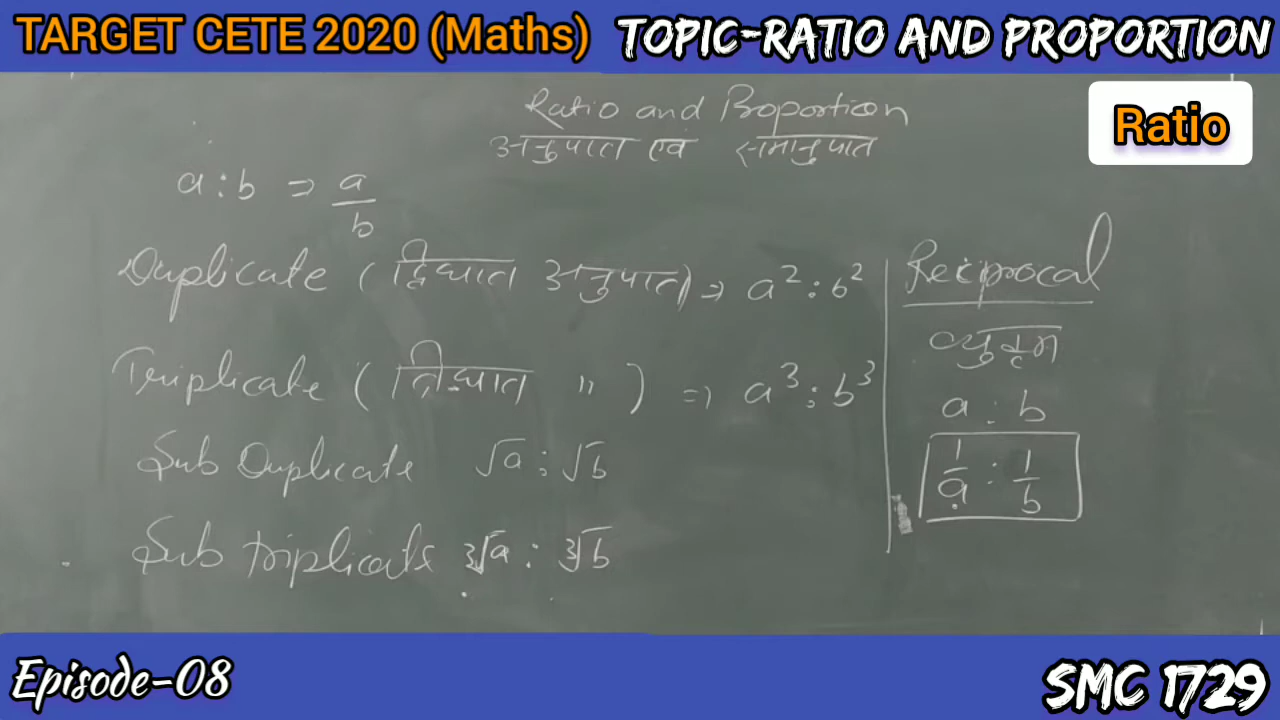 TARGET CETE 2020 (Maths) TOPIC-RATIO AND PROPORTION
Ratio
Ratio and Proportion
अनुपात एवं समानुपात
a : b ⇒ a/b
Duplicate (द्विघात अनुपात) ⇒ a² : b²
Triplicate (त्रिघात " ) ⇒ a³ : b³
Sub Duplicate √a : √b
Sub triplicate ∛a : ∛b
Reciprocal
व्युत्क्रम
a : b
1/a : 1/b
Episode-08
SMC 1729